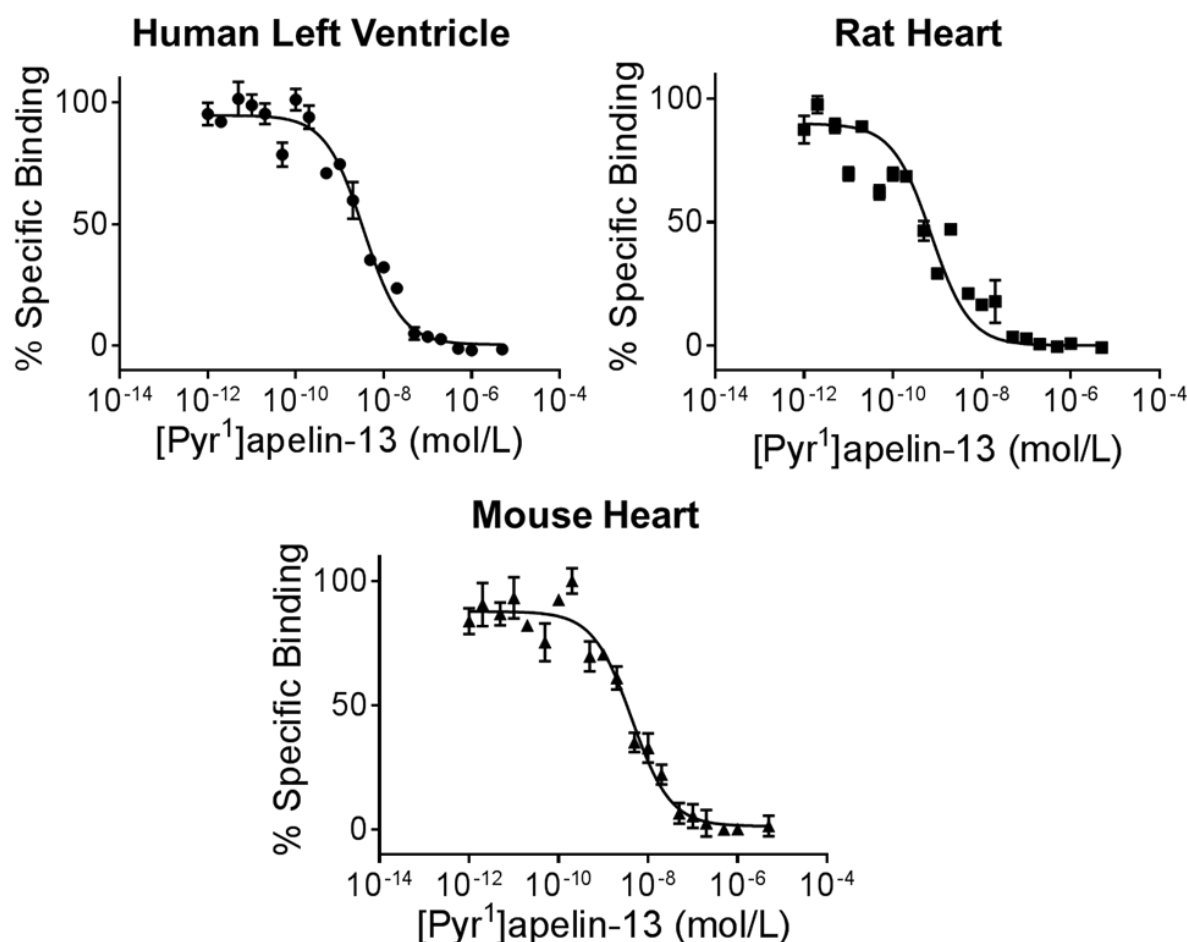 Human Left Ventricle
% Specific Binding
100
50
0
10⁻¹⁴ 10⁻¹² 10⁻¹⁰ 10⁻⁸ 10⁻⁶ 10⁻⁴
[Pyr¹]apelin-13 (mol/L)
Rat Heart
% Specific Binding
100
50
0
10⁻¹⁴ 10⁻¹² 10⁻¹⁰ 10⁻⁸ 10⁻⁶ 10⁻⁴
[Pyr¹]apelin-13 (mol/L)
Mouse Heart
% Specific Binding
100
50
0
10⁻¹⁴ 10⁻¹² 10⁻¹⁰ 10⁻⁸ 10⁻⁶ 10⁻⁴
[Pyr¹]apelin-13 (mol/L)